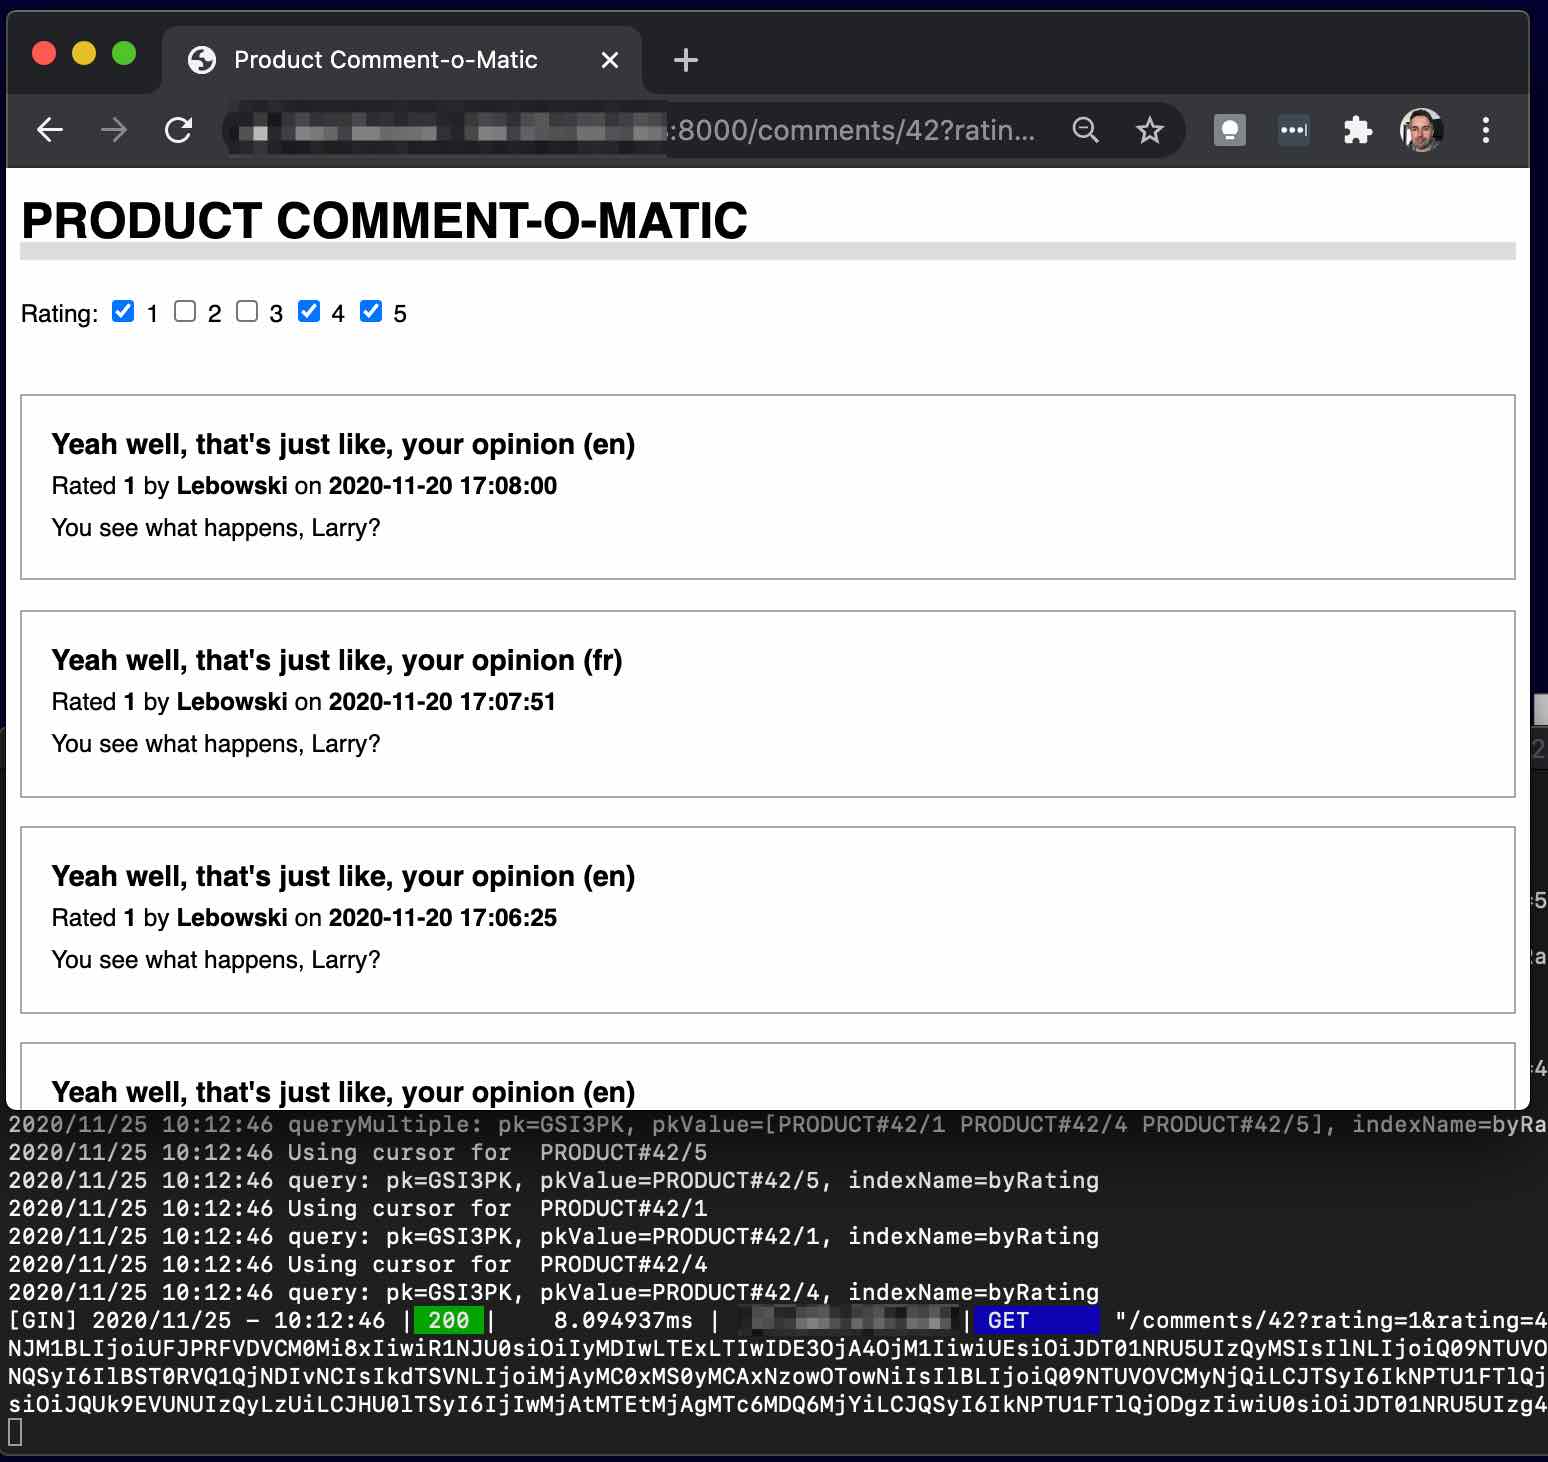 Product Comment-o-Matic
:8000/comments/42?ratin...
PRODUCT COMMENT-O-MATIC
Rating: 1 2 3 4 5
Yeah well, that's just like, your opinion (en)
Rated 1 by Lebowski on 2020-11-20 17:08:00
You see what happens, Larry?
Yeah well, that's just like, your opinion (fr)
Rated 1 by Lebowski on 2020-11-20 17:07:51
You see what happens, Larry?
Yeah well, that's just like, your opinion (en)
Rated 1 by Lebowski on 2020-11-20 17:06:25
You see what happens, Larry?
Yeah well, that's just like, your opinion (en)
2020/11/25 10:12:46 queryMultiple: pk=GSI3PK, pkValue=[PRODUCT#42/1 PRODUCT#42/4 PRODUCT#42/5], indexName=byRa
2020/11/25 10:12:46 Using cursor for  PRODUCT#42/5
2020/11/25 10:12:46 query: pk=GSI3PK, pkValue=PRODUCT#42/5, indexName=byRating
2020/11/25 10:12:46 Using cursor for  PRODUCT#42/1
2020/11/25 10:12:46 query: pk=GSI3PK, pkValue=PRODUCT#42/1, indexName=byRating
2020/11/25 10:12:46 Using cursor for  PRODUCT#42/4
2020/11/25 10:12:46 query: pk=GSI3PK, pkValue=PRODUCT#42/4, indexName=byRating
[GIN] 2020/11/25 – 10:12:46 | 200 | 8.094937ms | | GET "/comments/42?rating=1&rating=4
NJM1BLIjoiUFJPRFVDVCM0Mi8xIiwiR1NJU0siOiIyMDIwLTExLTIwIDE3OjA4OjM1IiwiUEsiOiJDT01NRU5UIzQyMSIsIlNLIjoiQ09NTUVO
NQSyI6IlBST0RVQ1QjNDIvNCIsIkdTSVNLIjoiMjAyMC0xMS0yMCAxNzowOTowNiIsIlBLIjoiQ09NTUVOVCMyNjQiLCJTSyI6IkNPTU1FTlQj
siOiJQUk9EVUNUIzQyLzUiLCJHU0lTSyI6IjIwMjAtMTEtMjAgMTc6MDQ6MjYiLCJQSyI6IkNPTU1FTlQjODgzIiwiU0siOiJDT01NRU5UIzg4